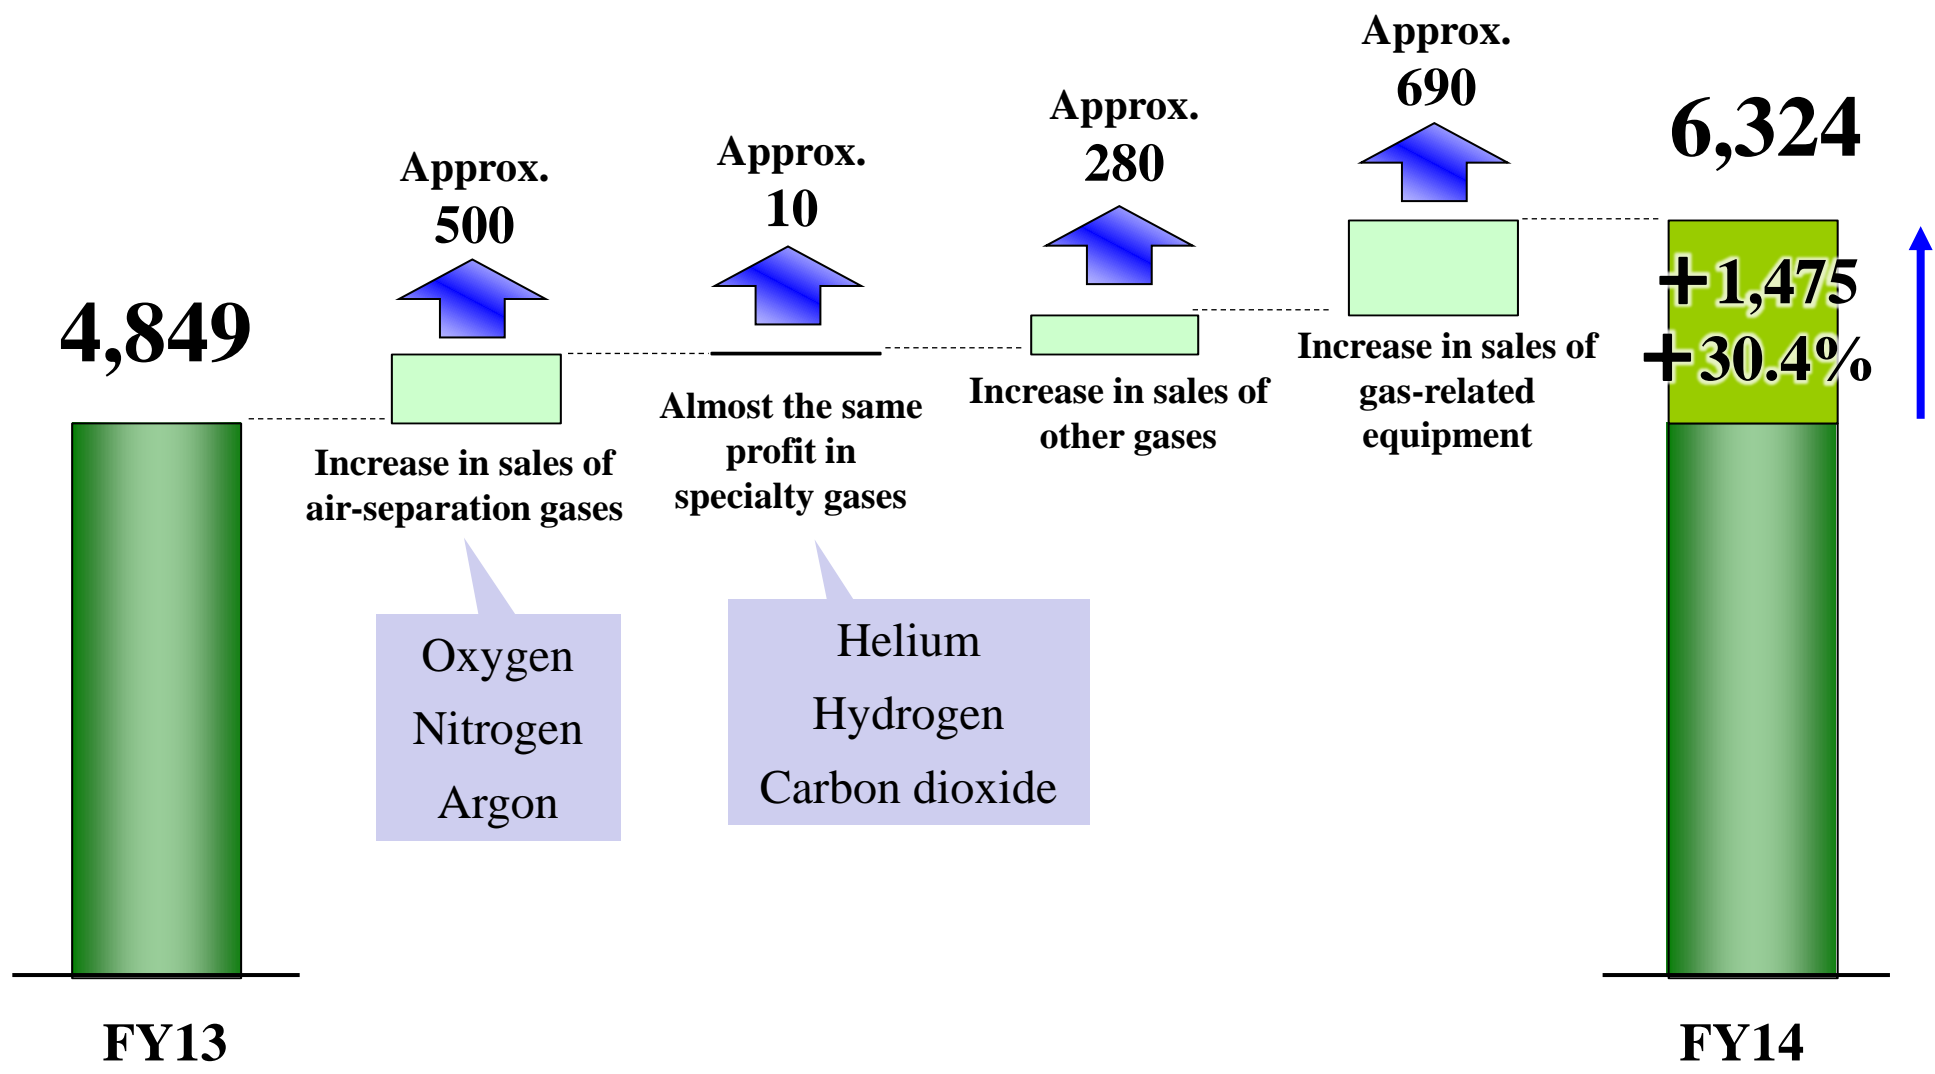 4,849
FY13
Approx.
500
Increase in sales of
air-separation gases
Oxygen
Nitrogen
Argon
Approx.
10
Almost the same
profit in
specialty gases
Helium
Hydrogen
Carbon dioxide
Approx.
280
Increase in sales of
other gases
Approx.
690
Increase in sales of
gas-related
equipment
6,324
+1,475
+30.4%
FY14